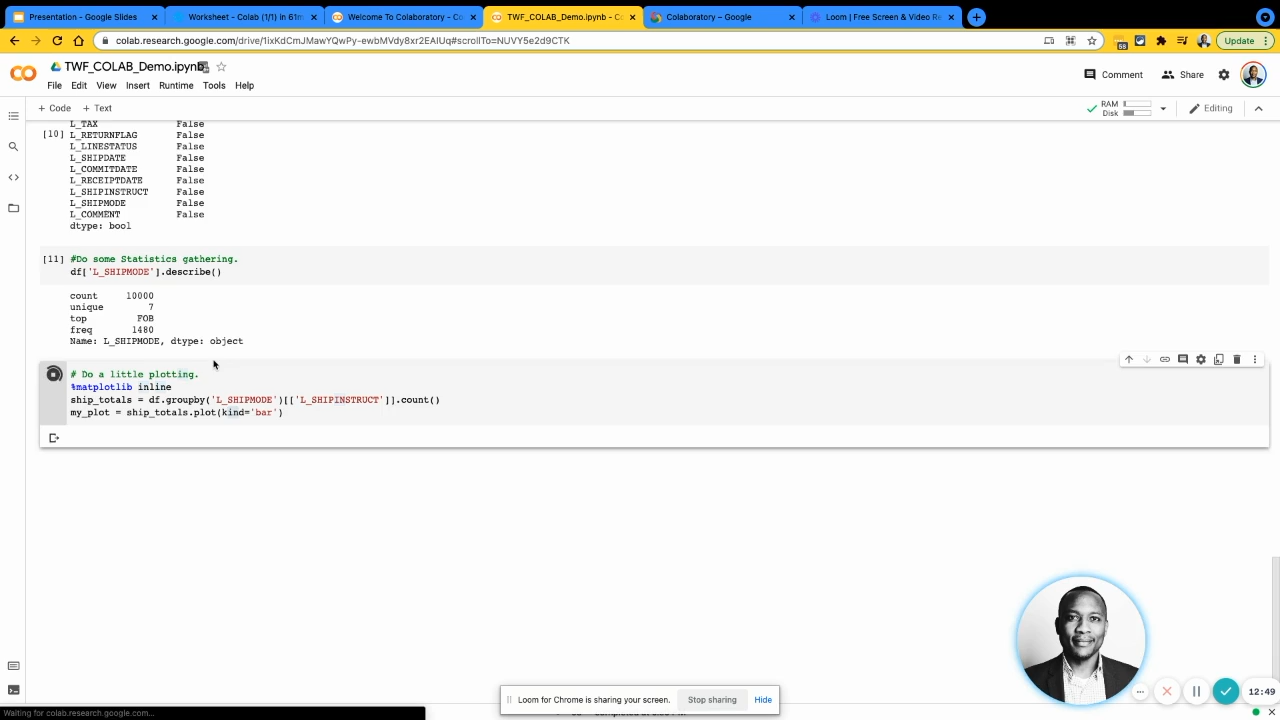 Presentation - Google Slides
Worksheet - Colab (1/1) in 61m
Welcome To Colaboratory - Co
TWF_COLAB_Demo.ipynb - Co
Colaboratory – Google
Loom | Free Screen & Video Re
colab.research.google.com/drive/1ixKdCmJMawYQwPy-ewbMVdy8xr2EAIUq#scrollTo=NUVY5e2d9CTK
68
Update
TWF_COLAB_Demo.ipynb
Comment
Share
File Edit View Insert Runtime Tools Help
+ Code + Text
RAM
Disk
Editing
L_TAX False
[10] L_RETURNFLAG False
L_LINESTATUS False
L_SHIPDATE False
L_COMMITDATE False
L_RECEIPTDATE False
L_SHIPINSTRUCT False
L_SHIPMODE False
L_COMMENT False
dtype: bool
[11] #Do some Statistics gathering.
df['L_SHIPMODE'].describe()
count 10000
unique 7
top FOB
freq 1480
Name: L_SHIPMODE, dtype: object
# Do a little plotting.
%matplotlib inline
ship_totals = df.groupby('L_SHIPMODE')[['L_SHIPINSTRUCT']].count()
my_plot = ship_totals.plot(kind='bar')
12:49
Loom for Chrome is sharing your screen. Stop sharing Hide
Waiting for colab.research.google.com...